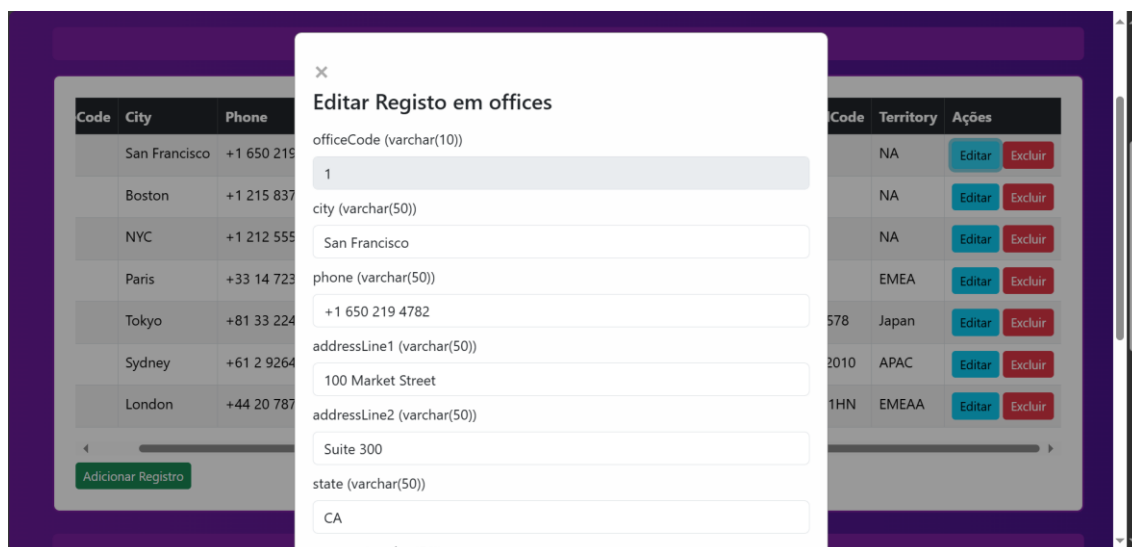 Editar Registo em offices
officeCode (varchar(10))
1
city (varchar(50))
San Francisco
phone (varchar(50))
+1 650 219 4782
addressLine1 (varchar(50))
100 Market Street
addressLine2 (varchar(50))
Suite 300
state (varchar(50))
CA
Code City Phone lCode Territory Ações
San Francisco +1 650 219 NA Editar Excluir
Boston +1 215 837 NA Editar Excluir
NYC +1 212 555 NA Editar Excluir
Paris +33 14 723 EMEA Editar Excluir
Tokyo +81 33 224 578 Japan Editar Excluir
Sydney +61 2 9264 2010 APAC Editar Excluir
London +44 20 787 1HN EMEAA Editar Excluir
Adicionar Registro